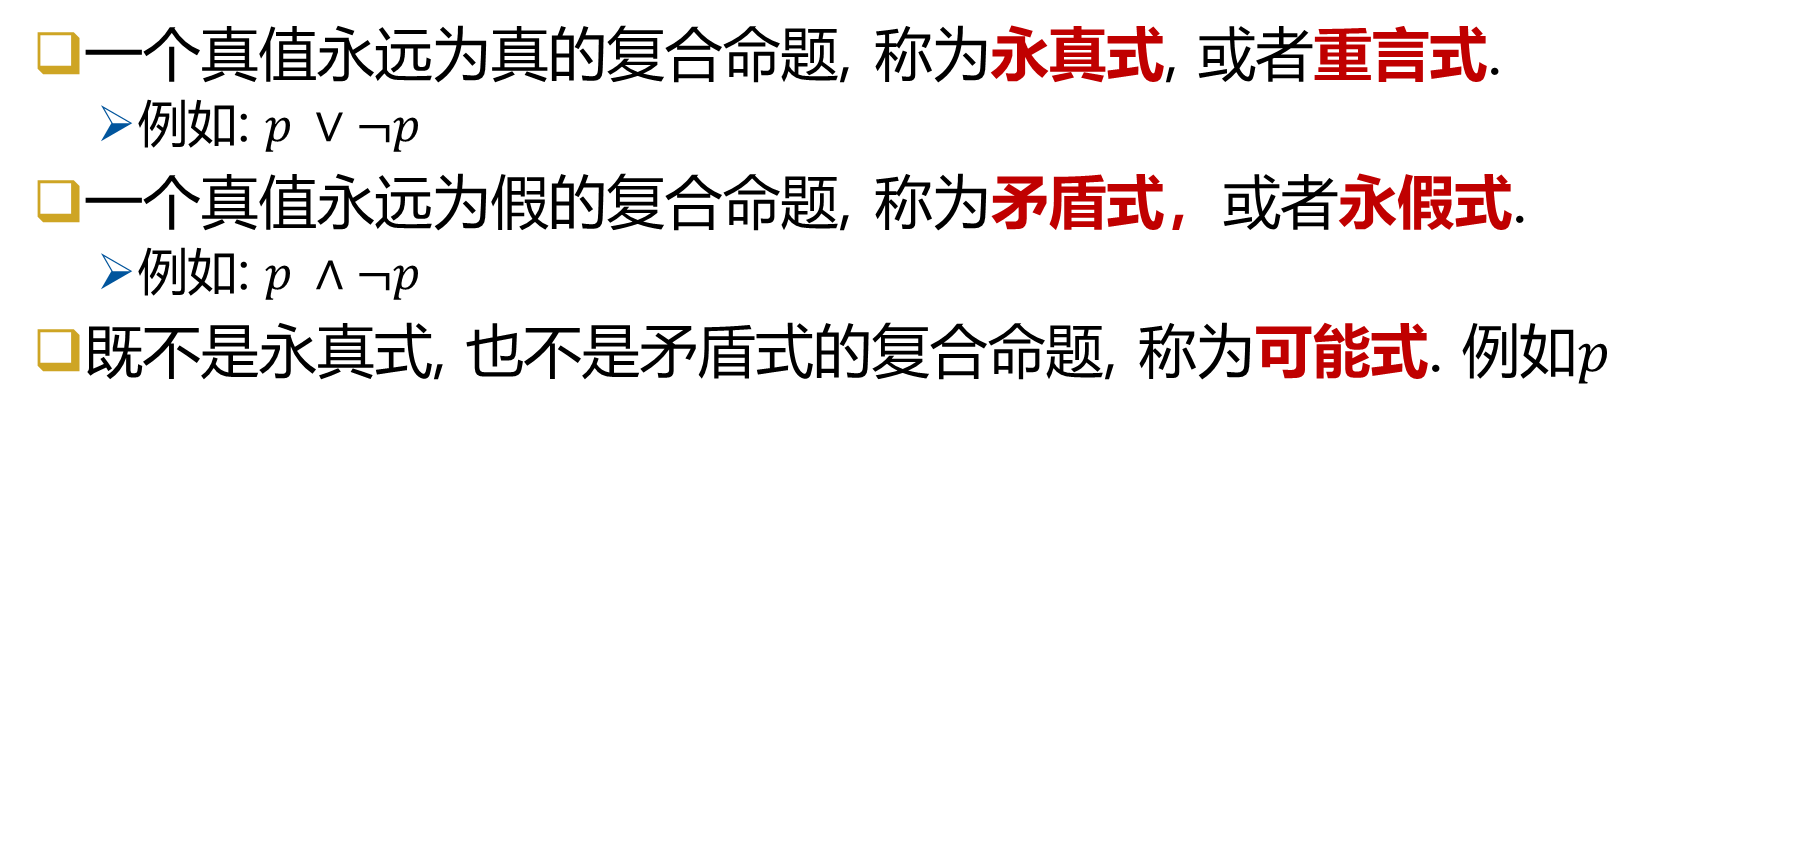 一个真值永远为真的复合命题, 称为永真式, 或者重言式.
例如: p ∨ ¬p
一个真值永远为假的复合命题, 称为矛盾式，或者永假式.
例如: p ∧ ¬p
既不是永真式, 也不是矛盾式的复合命题, 称为可能式. 例如p